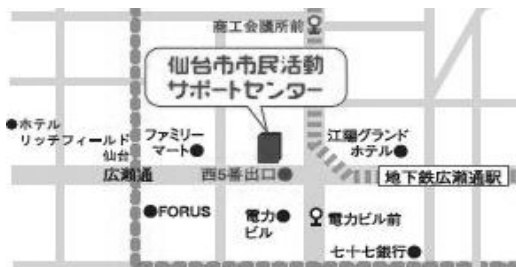 商工会議所前
仙台市市民活動
サポートセンター
●ホテル
リッチフィールド
仙台
ファミリー
マート●
江陽グランド
ホテル●
広瀬通
西5番出口●
地下鉄広瀬通駅
●FORUS
電力●
ビル
電力ビル前
七十七銀行●